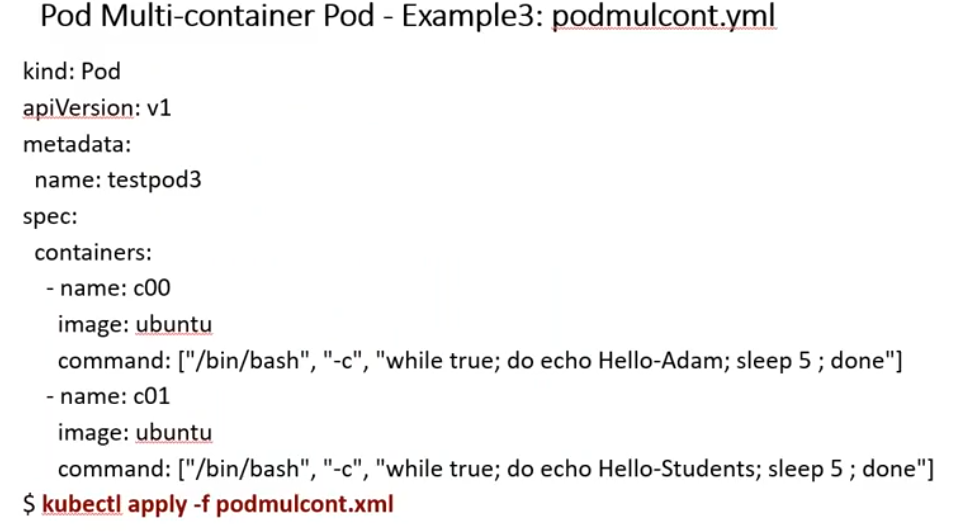 Pod Multi-container Pod - Example3: podmulcont.yml
kind: Pod
apiVersion: v1
metadata:
  name: testpod3
spec:
  containers:
    - name: c00
      image: ubuntu
      command: ["/bin/bash", "-c", "while true; do echo Hello-Adam; sleep 5 ; done"]
    - name: c01
      image: ubuntu
      command: ["/bin/bash", "-c", "while true; do echo Hello-Students; sleep 5 ; done"]
$ kubectl apply -f podmulcont.xml